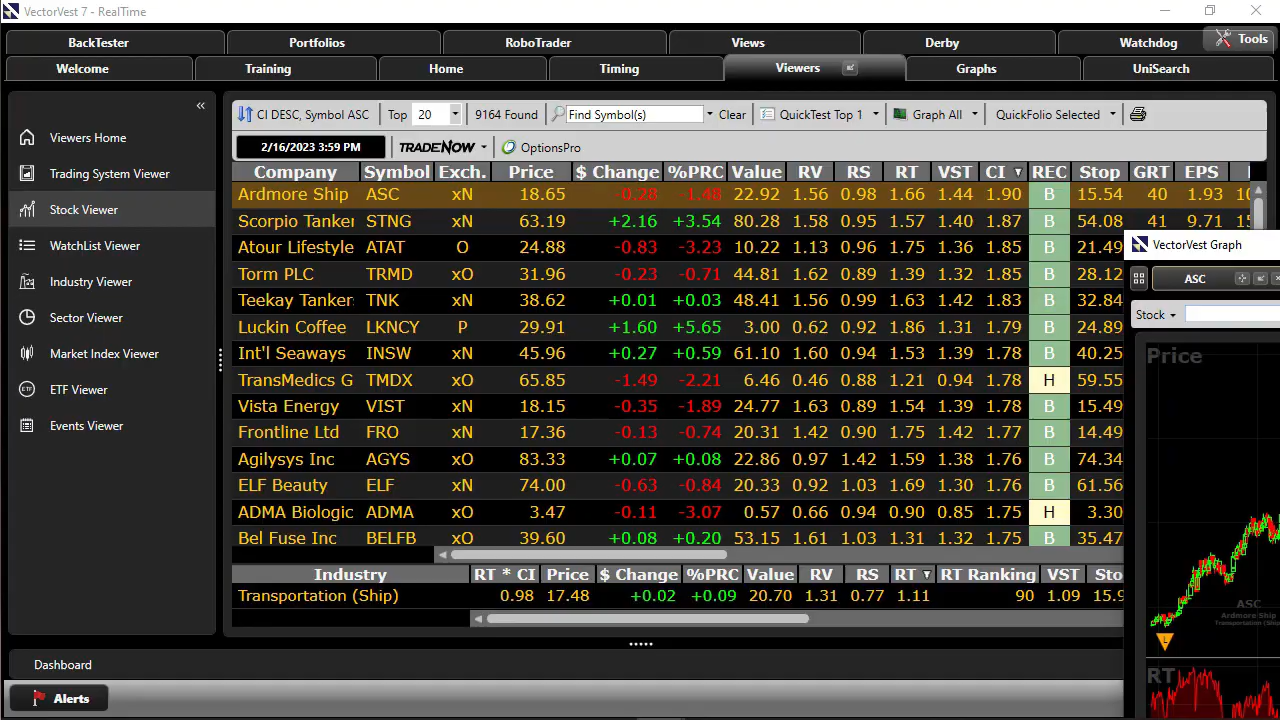 VectorVest 7 - RealTime
BackTester Portfolios RoboTrader Views Derby Watchdog Tools
Welcome Training Home Timing Viewers Graphs UniSearch
Viewers Home
Trading System Viewer
Stock Viewer
WatchList Viewer
Industry Viewer
Sector Viewer
Market Index Viewer
ETF Viewer
Events Viewer
CI DESC, Symbol ASC Top 20 9164 Found Find Symbol(s) Clear QuickTest Top 1 Graph All QuickFolio Selected
2/16/2023 3:59 PM TRADENOW OptionsPro
Company Symbol Exch. Price $ Change %PRC Value RV RS RT VST CI REC Stop GRT EPS
Ardmore Ship ASC xN 18.65 -0.28 -1.48 22.92 1.56 0.98 1.66 1.44 1.90 B 15.54 40 1.93
Scorpio Tanker STNG xN 63.19 +2.16 +3.54 80.28 1.58 0.95 1.57 1.40 1.87 B 54.08 41 9.71
Atour Lifestyle ATAT O 24.88 -0.83 -3.23 10.22 1.13 0.96 1.75 1.36 1.85 B 21.49
Torm PLC TRMD xO 31.96 -0.23 -0.71 44.81 1.62 0.89 1.39 1.32 1.85 B 28.12
Teekay Tanker TNK xN 38.62 +0.01 +0.03 48.41 1.56 0.99 1.63 1.42 1.83 B 32.84
Luckin Coffee LKNCY P 29.91 +1.60 +5.65 3.00 0.62 0.92 1.86 1.31 1.79 B 24.89
Int'l Seaways INSW xN 45.96 +0.27 +0.59 61.10 1.60 0.94 1.53 1.39 1.78 B 40.25
TransMedics G TMDX xO 65.85 -1.49 -2.21 6.46 0.46 0.88 1.21 0.94 1.78 H 59.55
Vista Energy VIST xN 18.15 -0.35 -1.89 24.77 1.63 0.89 1.54 1.39 1.78 B 15.49
Frontline Ltd FRO xN 17.36 -0.13 -0.74 20.31 1.42 0.90 1.75 1.42 1.77 B 14.49
Agilysys Inc AGYS xO 83.33 +0.07 +0.08 22.86 0.97 1.42 1.59 1.38 1.76 B 74.34
ELF Beauty ELF xN 74.00 -0.63 -0.84 20.33 0.92 1.03 1.69 1.30 1.76 B 61.56
ADMA Biologic ADMA xO 3.47 -0.11 -3.07 0.57 0.66 0.94 0.90 0.85 1.75 H 3.30
Bel Fuse Inc BELFB xO 39.60 +0.08 +0.20 53.15 1.61 1.03 1.31 1.32 1.75 B 35.47
Industry RT * CI Price $ Change %PRC Value RV RS RT RT Ranking VST Sto
Transportation (Ship) 0.98 17.48 +0.02 +0.09 20.70 1.31 0.77 1.11 90 1.09 15.9
VectorVest Graph
ASC
Stock
Price
ASC
Ardmore Ship
Transportation (Ship
L
RT
Dashboard
Alerts